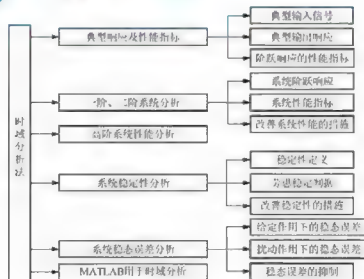 时域分析法
典型响应及性能指标
典型输入信号
典型输出响应
阶跃响应的性能指标
一阶、二阶系统分析
系统阶跃响应
系统性能指标
改善系统性能的措施
高阶系统性能分析
系统稳定性分析
稳定性定义
劳思稳定判据
改善稳定性的措施
系统稳态误差分析
给定作用下的稳态误差
扰动作用下的稳态误差
稳态误差的抑制
MATLAB用于时域分析